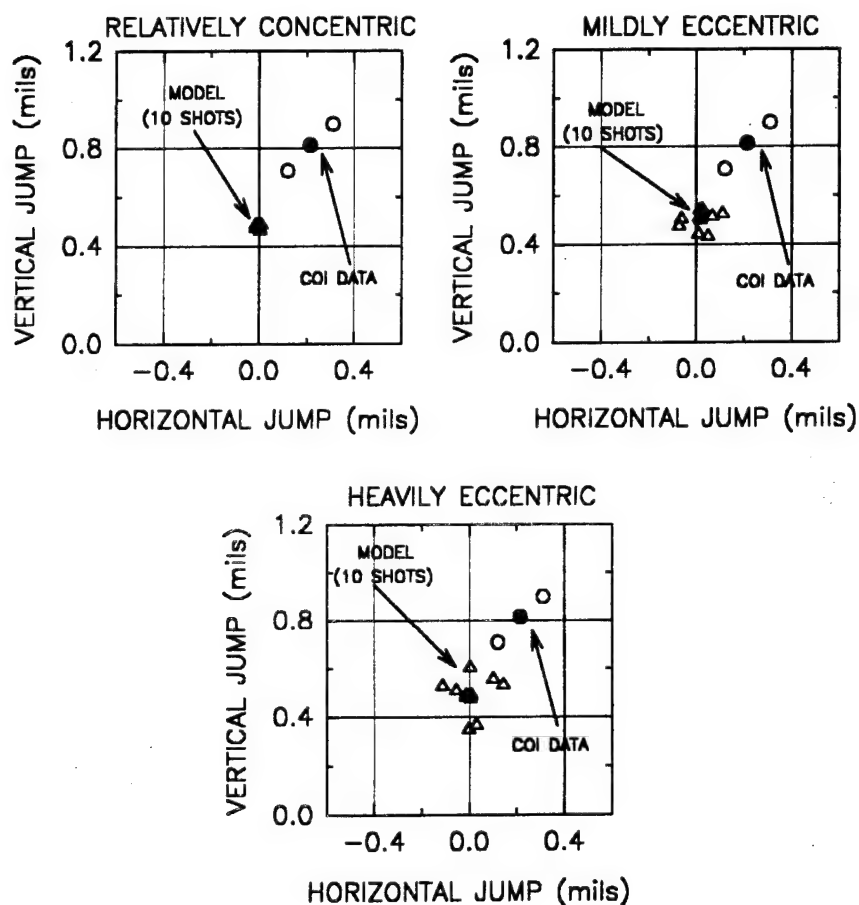 RELATIVELY CONCENTRIC
VERTICAL JUMP (mils)
1.2
0.8
0.4
0.0
MODEL
(10 SHOTS)
COI DATA
−0.4 0.0 0.4
HORIZONTAL JUMP (mils)
MILDLY ECCENTRIC
VERTICAL JUMP (mils)
1.2
0.8
0.4
0.0
MODEL
(10 SHOTS)
COI DATA
−0.4 0.0 0.4
HORIZONTAL JUMP (mils)
HEAVILY ECCENTRIC
VERTICAL JUMP (mils)
1.2
0.8
0.4
0.0
MODEL
(10 SHOTS)
COI DATA
−0.4 0.0 0.4
HORIZONTAL JUMP (mils)